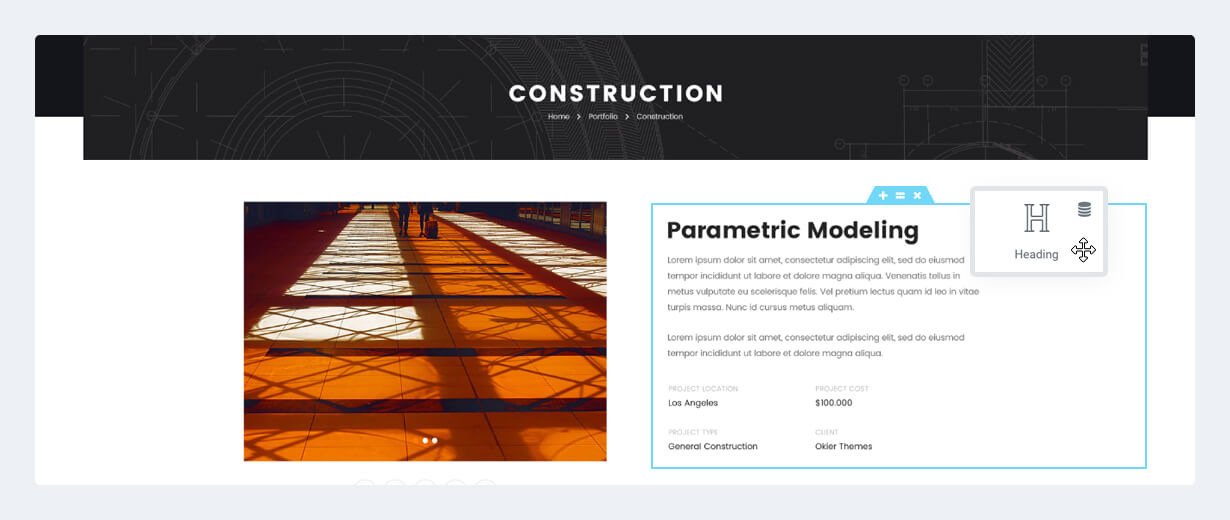 CONSTRUCTION
Home > Portfolio > Construction
Parametric Modeling
Lorem ipsum dolor sit amet, consectetur adipiscing elit, sed do eiusmod
tempor incididunt ut labore et dolore magna aliqua. Venenatis tellus in
metus vulputate eu scelerisque felis. Vel pretium lectus quam id leo in vitae
turpis massa. Nunc id cursus metus aliquam.
Lorem ipsum dolor sit amet, consectetur adipiscing elit, sed do eiusmod
tempor incididunt ut labore et dolore magna aliqua.
PROJECT LOCATION PROJECT COST
Los Angeles $100.000
PROJECT TYPE CLIENT
General Construction Okler Themes
H
Heading